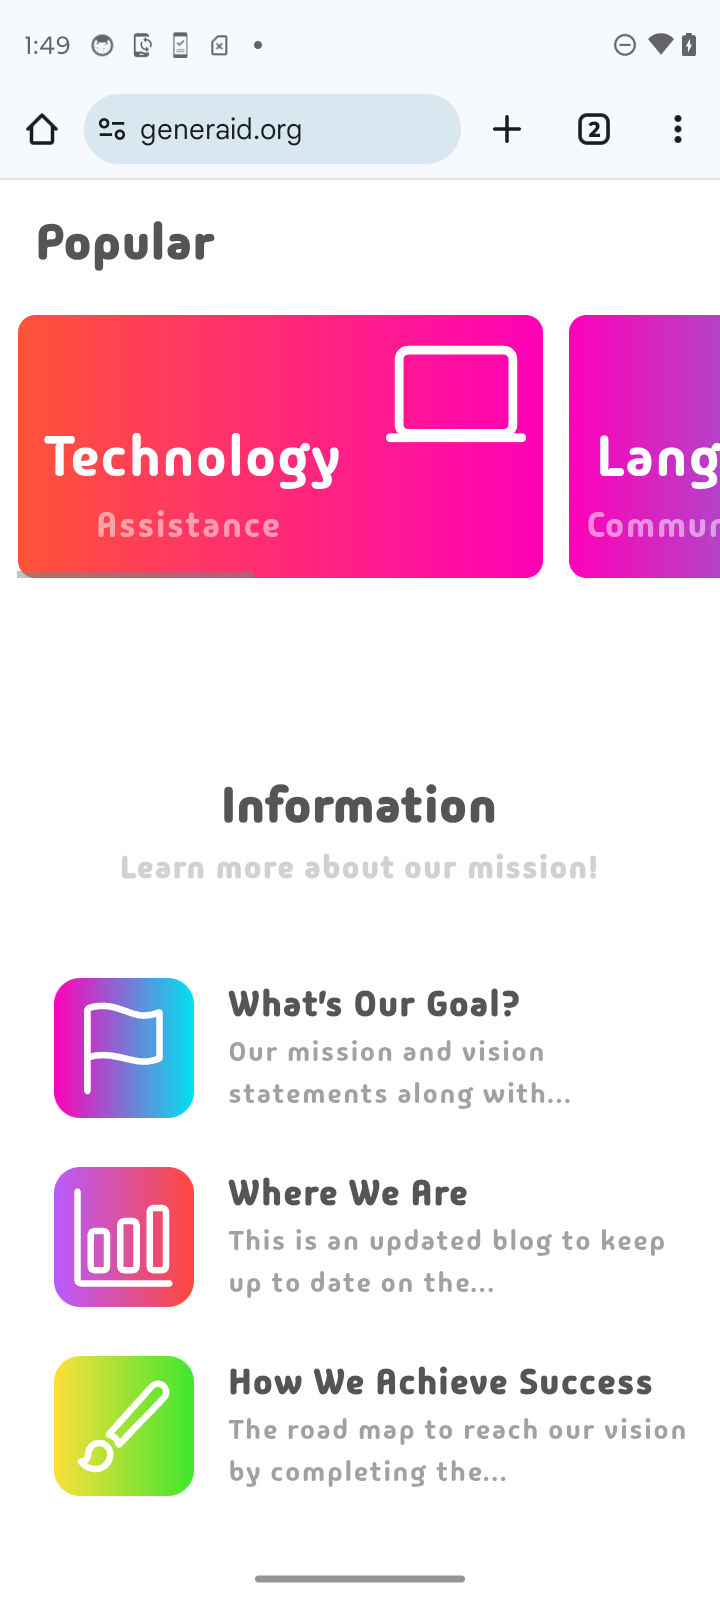 1:49
generaid.org
2
Popular
Technology
Assistance
Lang
Commun
Information
Learn more about our mission!
What's Our Goal?
Our mission and vision
statements along with...
Where We Are
This is an updated blog to keep
up to date on the...
How We Achieve Success
The road map to reach our vision
by completing the...